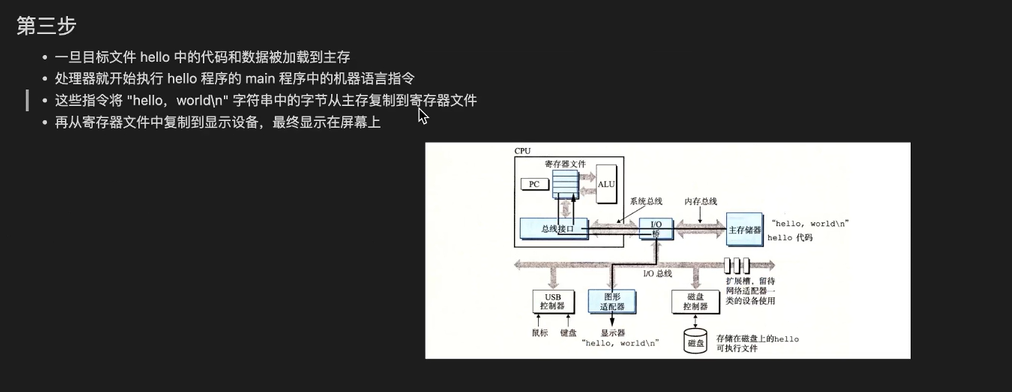 第三步
一旦目标文件 hello 中的代码和数据被加载到主存
处理器就开始执行 hello 程序的 main 程序中的机器语言指令
这些指令将 "hello，world\n" 字符串中的字节从主存复制到寄存器文件
再从寄存器文件中复制到显示设备，最终显示在屏幕上
CPU
寄存器文件
PC
ALU
系统总线
内存总线
总线接口
I/O
桥
主存储器
"hello, world\n"
hello 代码
I/O 总线
扩展槽，留待
网络适配器一
类的设备使用
USB
控制器
图形
适配器
磁盘
控制器
鼠标
键盘
显示器
"hello, world\n"
磁盘
存储在磁盘上的hello
可执行文件